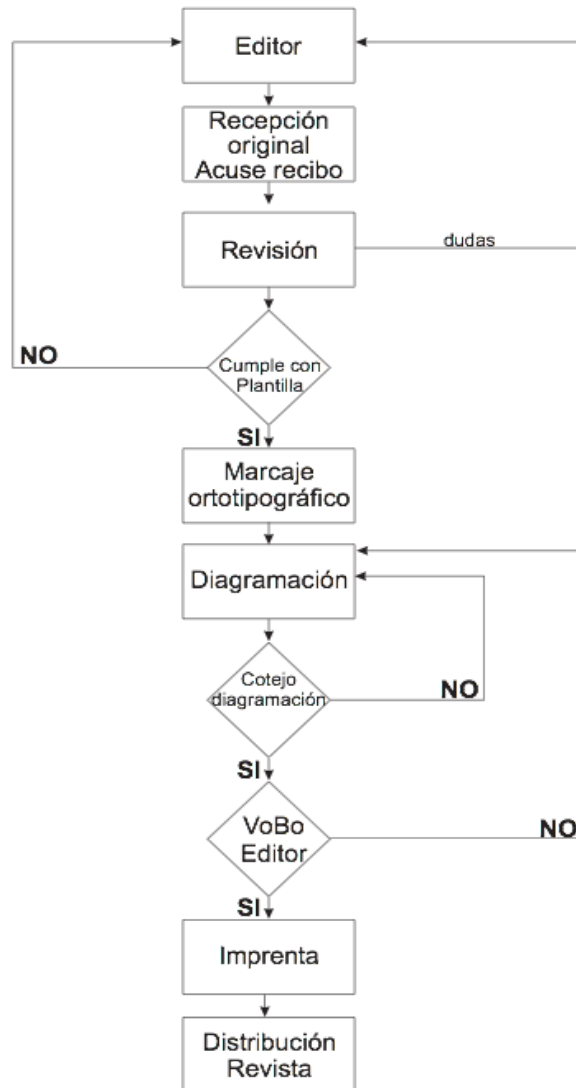 Editor
Recepción
original
Acuse recibo
Revisión
dudas
NO
Cumple con
Plantilla
SI
Marcaje
ortotipográfico
Diagramación
Cotejo
diagramación
NO
SI
VoBo
Editor
NO
SI
Imprenta
Distribución
Revista